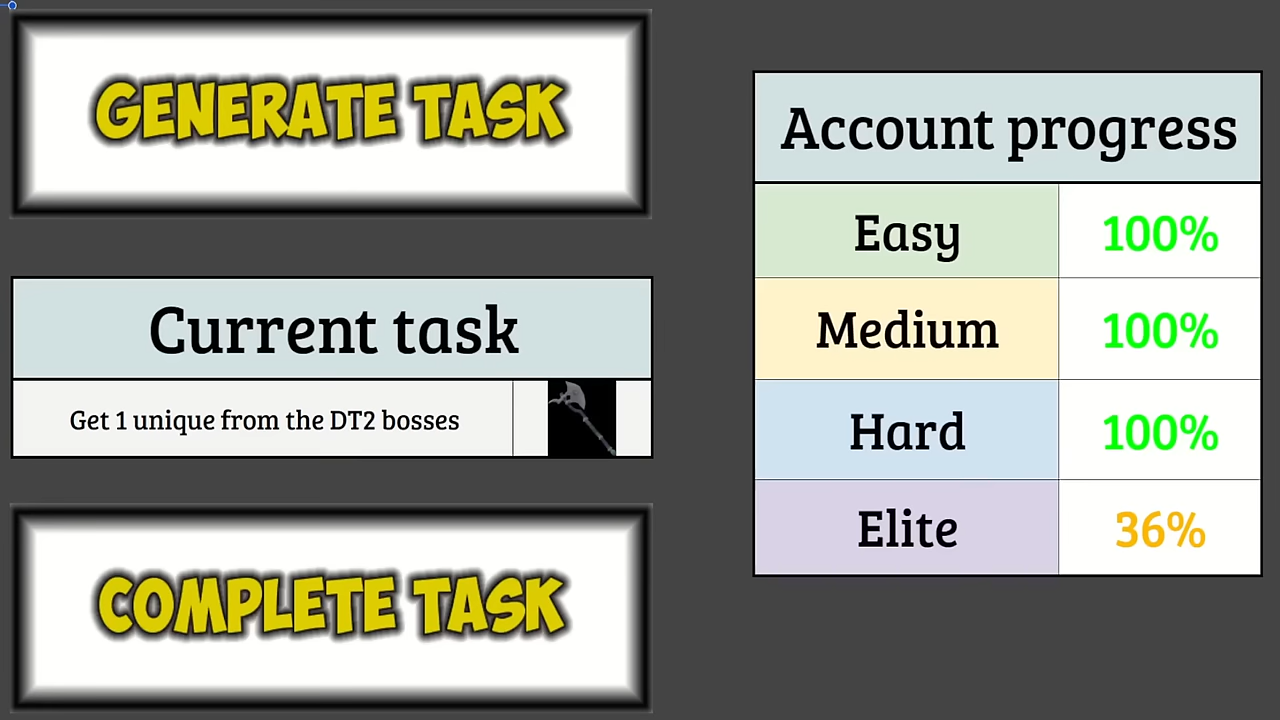 GENERATE TASK
Current task
Get 1 unique from the DT2 bosses
COMPLETE TASK
Account progress
Easy 100%
Medium 100%
Hard 100%
Elite 36%